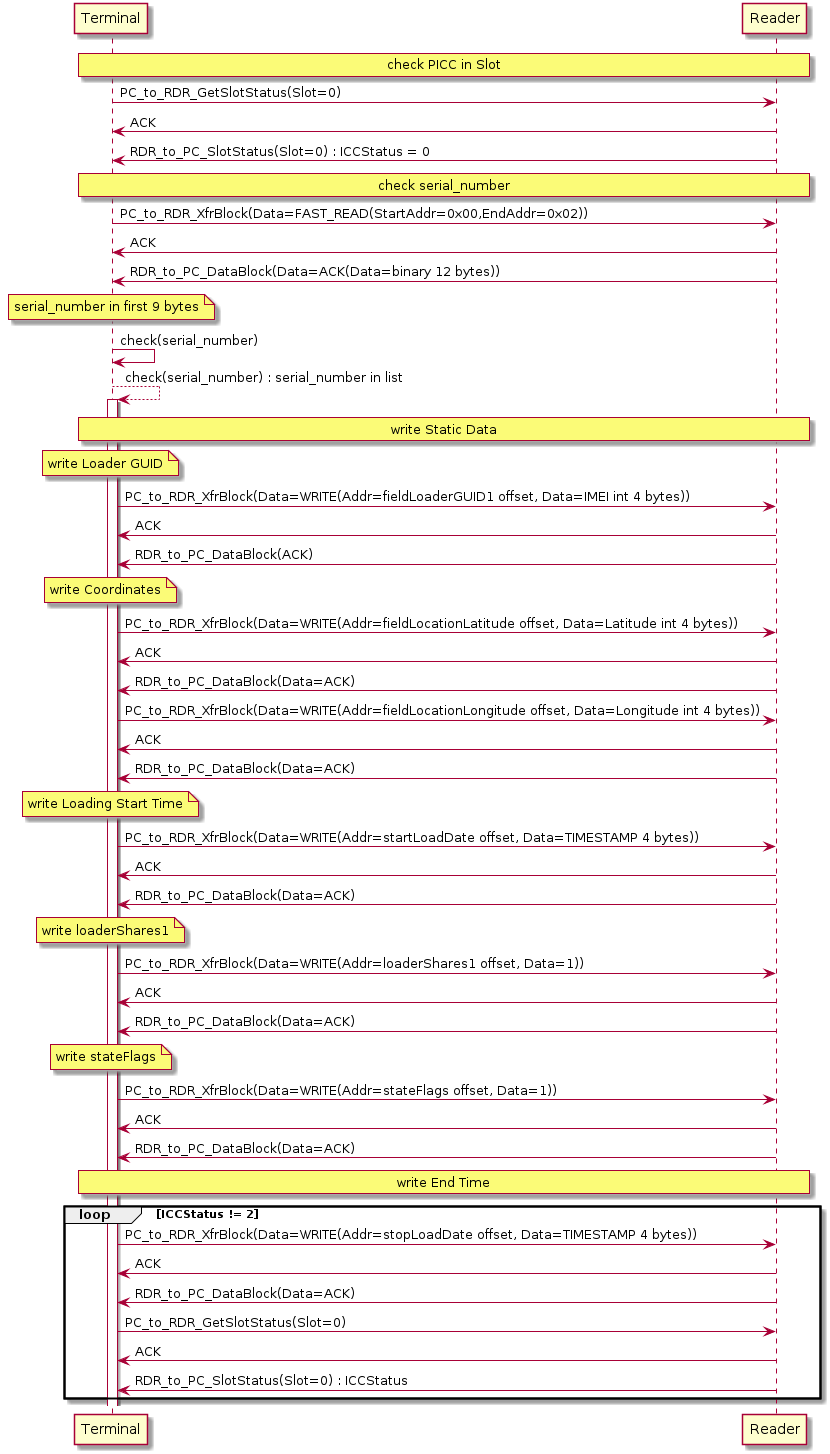 Terminal
Reader
check PICC in Slot
PC_to_RDR_GetSlotStatus(Slot=0)
ACK
RDR_to_PC_SlotStatus(Slot=0) : ICCStatus = 0
check serial_number
PC_to_RDR_XfrBlock(Data=FAST_READ(StartAddr=0x00,EndAddr=0x02))
ACK
RDR_to_PC_DataBlock(Data=ACK(Data=binary 12 bytes))
serial_number in first 9 bytes
check(serial_number)
check(serial_number) : serial_number in list
write Static Data
write Loader GUID
PC_to_RDR_XfrBlock(Data=WRITE(Addr=fieldLoaderGUID1 offset, Data=IMEI int 4 bytes))
ACK
RDR_to_PC_DataBlock(ACK)
write Coordinates
PC_to_RDR_XfrBlock(Data=WRITE(Addr=fieldLocationLatitude offset, Data=Latitude int 4 bytes))
ACK
RDR_to_PC_DataBlock(Data=ACK)
PC_to_RDR_XfrBlock(Data=WRITE(Addr=fieldLocationLongitude offset, Data=Longitude int 4 bytes))
ACK
RDR_to_PC_DataBlock(Data=ACK)
write Loading Start Time
PC_to_RDR_XfrBlock(Data=WRITE(Addr=startLoadDate offset, Data=TIMESTAMP 4 bytes))
ACK
RDR_to_PC_DataBlock(Data=ACK)
write loaderShares1
PC_to_RDR_XfrBlock(Data=WRITE(Addr=loaderShares1 offset, Data=1))
ACK
RDR_to_PC_DataBlock(Data=ACK)
write stateFlags
PC_to_RDR_XfrBlock(Data=WRITE(Addr=stateFlags offset, Data=1))
ACK
RDR_to_PC_DataBlock(Data=ACK)
write End Time
loop [ICCStatus != 2]
PC_to_RDR_XfrBlock(Data=WRITE(Addr=stopLoadDate offset, Data=TIMESTAMP 4 bytes))
ACK
RDR_to_PC_DataBlock(Data=ACK)
PC_to_RDR_GetSlotStatus(Slot=0)
ACK
RDR_to_PC_SlotStatus(Slot=0) : ICCStatus
Terminal
Reader